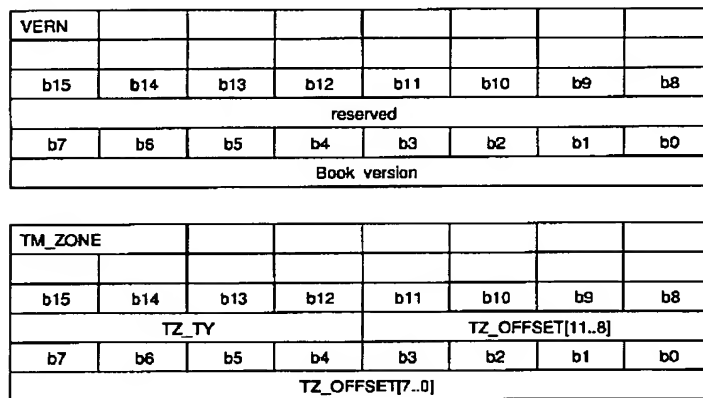 VERN
b15 b14 b13 b12 b11 b10 b9 b8
reserved
b7 b6 b5 b4 b3 b2 b1 b0
Book version
TM_ZONE
b15 b14 b13 b12 b11 b10 b9 b8
TZ_TY TZ_OFFSET[11..8]
b7 b6 b5 b4 b3 b2 b1 b0
TZ_OFFSET[7..0]